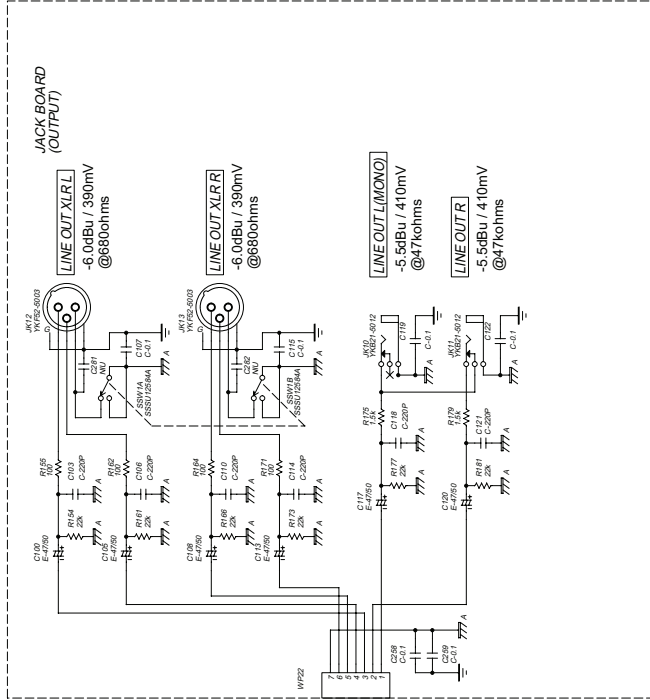 JACK BOARD
(OUTPUT)
JK12
YKF52-5003
G
LINE OUT XLR L
-6.0dBu / 390mV
@680ohms
C281
C107
C-0.1
NIU
SSW1A
SSSU12584A
A
R155
100
C103
C-220P
A
R162
100
C106
C-220P
A
C100
E-47/50
R154
22k
A
C105
E-47/50
R161
22k
A
JK13
YKF52-5003
G
LINE OUT XLR R
-6.0dBu / 390mV
@680ohms
C282
C115
C-0.1
NIU
SSW1B
SSSU12584A
A
R164
100
C110
C-220P
A
R171
100
C114
C-220P
A
C108
E-47/50
R166
22k
A
C113
E-47/50
R173
22k
A
LINE OUT L(MONO)
-5.5dBu / 410mV
@47kohms
JK10
YKB21-5012
C119
C-0.1
A
R175
1.5k
C118
C-220P
A
C117
E-47/50
R177
22k
A
LINE OUT R
-5.5dBu / 410mV
@47kohms
JK11
YKB21-5012
C122
C-0.1
A
R179
1.5k
C121
C-220P
A
C120
E-47/50
R181
22k
A
WP22
7
6
5
4
3
2
1
C258
C-0.1
C259
C-0.1
A